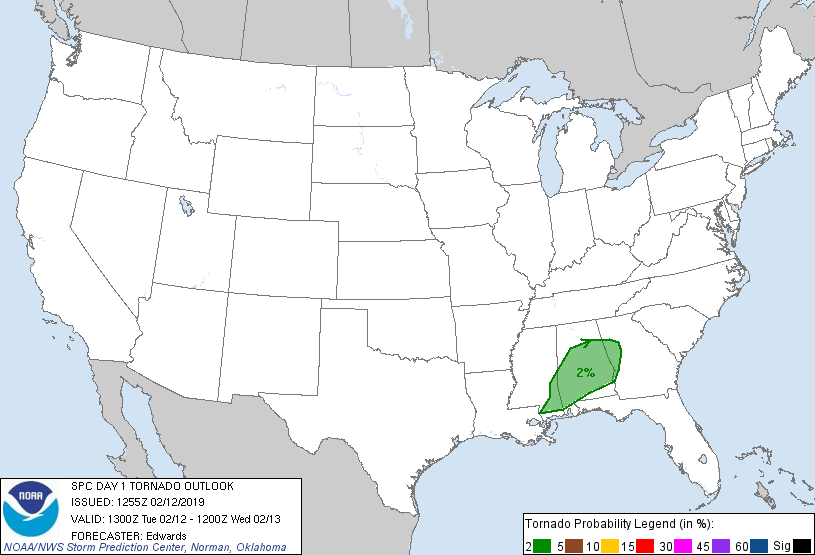 2%
NOAA
SPC DAY 1 TORNADO OUTLOOK
ISSUED: 1255Z 02/12/2019
VALID: 1300Z Tue 02/12 - 1200Z Wed 02/13
FORECASTER: Edwards
NOAA/NWS Storm Prediction Center, Norman, Oklahoma
Tornado Probability Legend (in %):
2 5 10 15 30 45 60 Sig